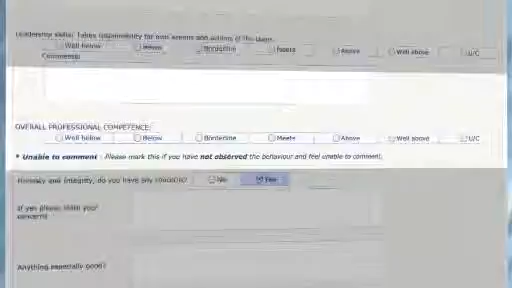 Leadership skills: Takes responsibility for own actions and actions of the team.
Well below Below Borderline Meets Above Well above U/C
Comments:
OVERALL PROFESSIONAL COMPETENCE:
Well below Below Borderline Meets Above Well above U/C
* Unable to comment : Please mark this if you have not observed the behaviour and feel unable to comment.
Honesty and Integrity, do you have any concerns? No Yes
If yes please state your
concerns
Anything especially good?